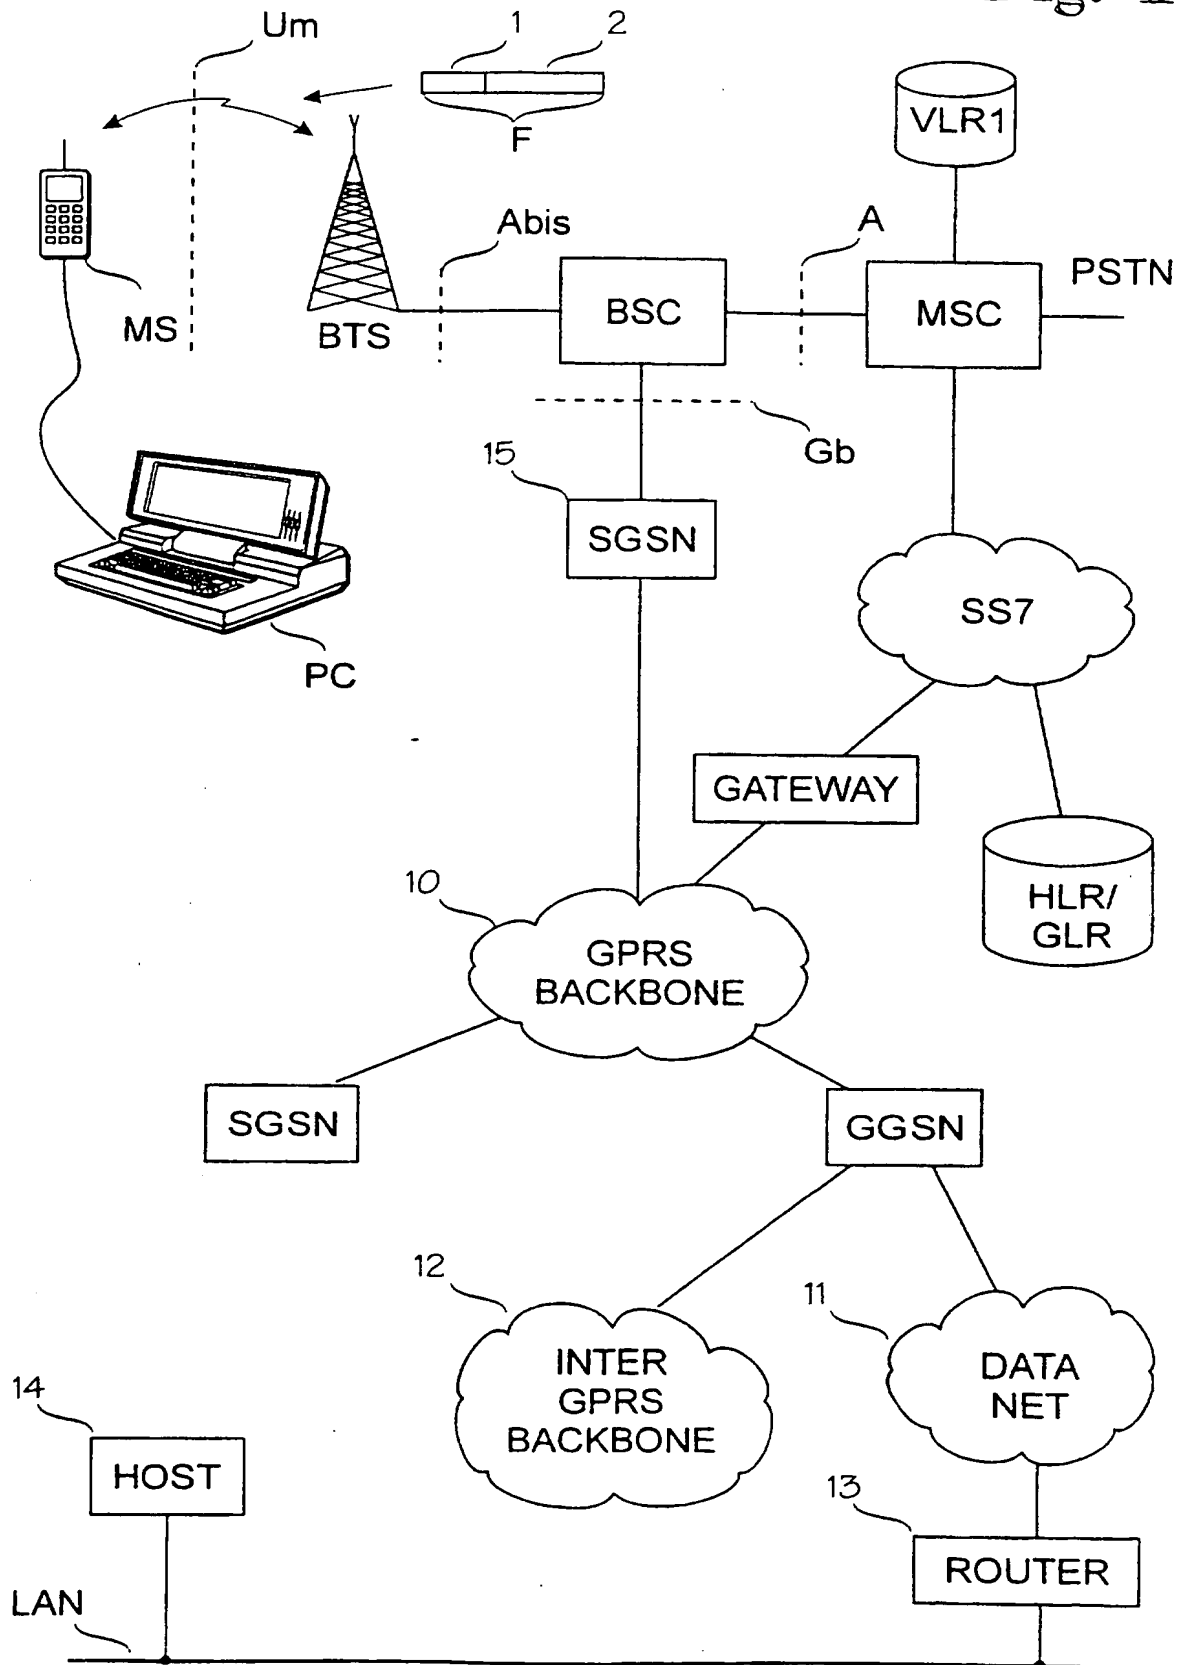 Um
1
2
F
VLR1
Abis
A
PSTN
MS
BTS
BSC
MSC
Gb
15
SGSN
SS7
PC
GATEWAY
10
HLR/
GLR
GPRS
BACKBONE
SGSN
GGSN
12
11
INTER
GPRS
BACKBONE
DATA
NET
14
HOST
13
ROUTER
LAN